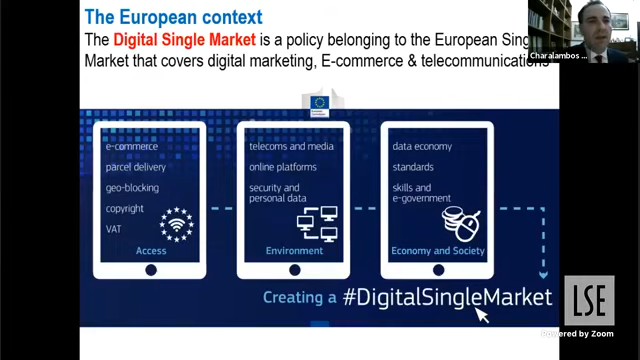 The European context
The Digital Single Market is a policy belonging to the European Sing
Market that covers digital marketing, E-commerce & telecommunications
Charalambos ...
e-commerce
parcel delivery
geo-blocking
copyright
VAT
Access
telecoms and media
online platforms
security and
personal data
Environment
data economy
standards
skills and
e-government
Economy and Society
Creating a #DigitalSingleMarket
LSE
Powered by Zoom